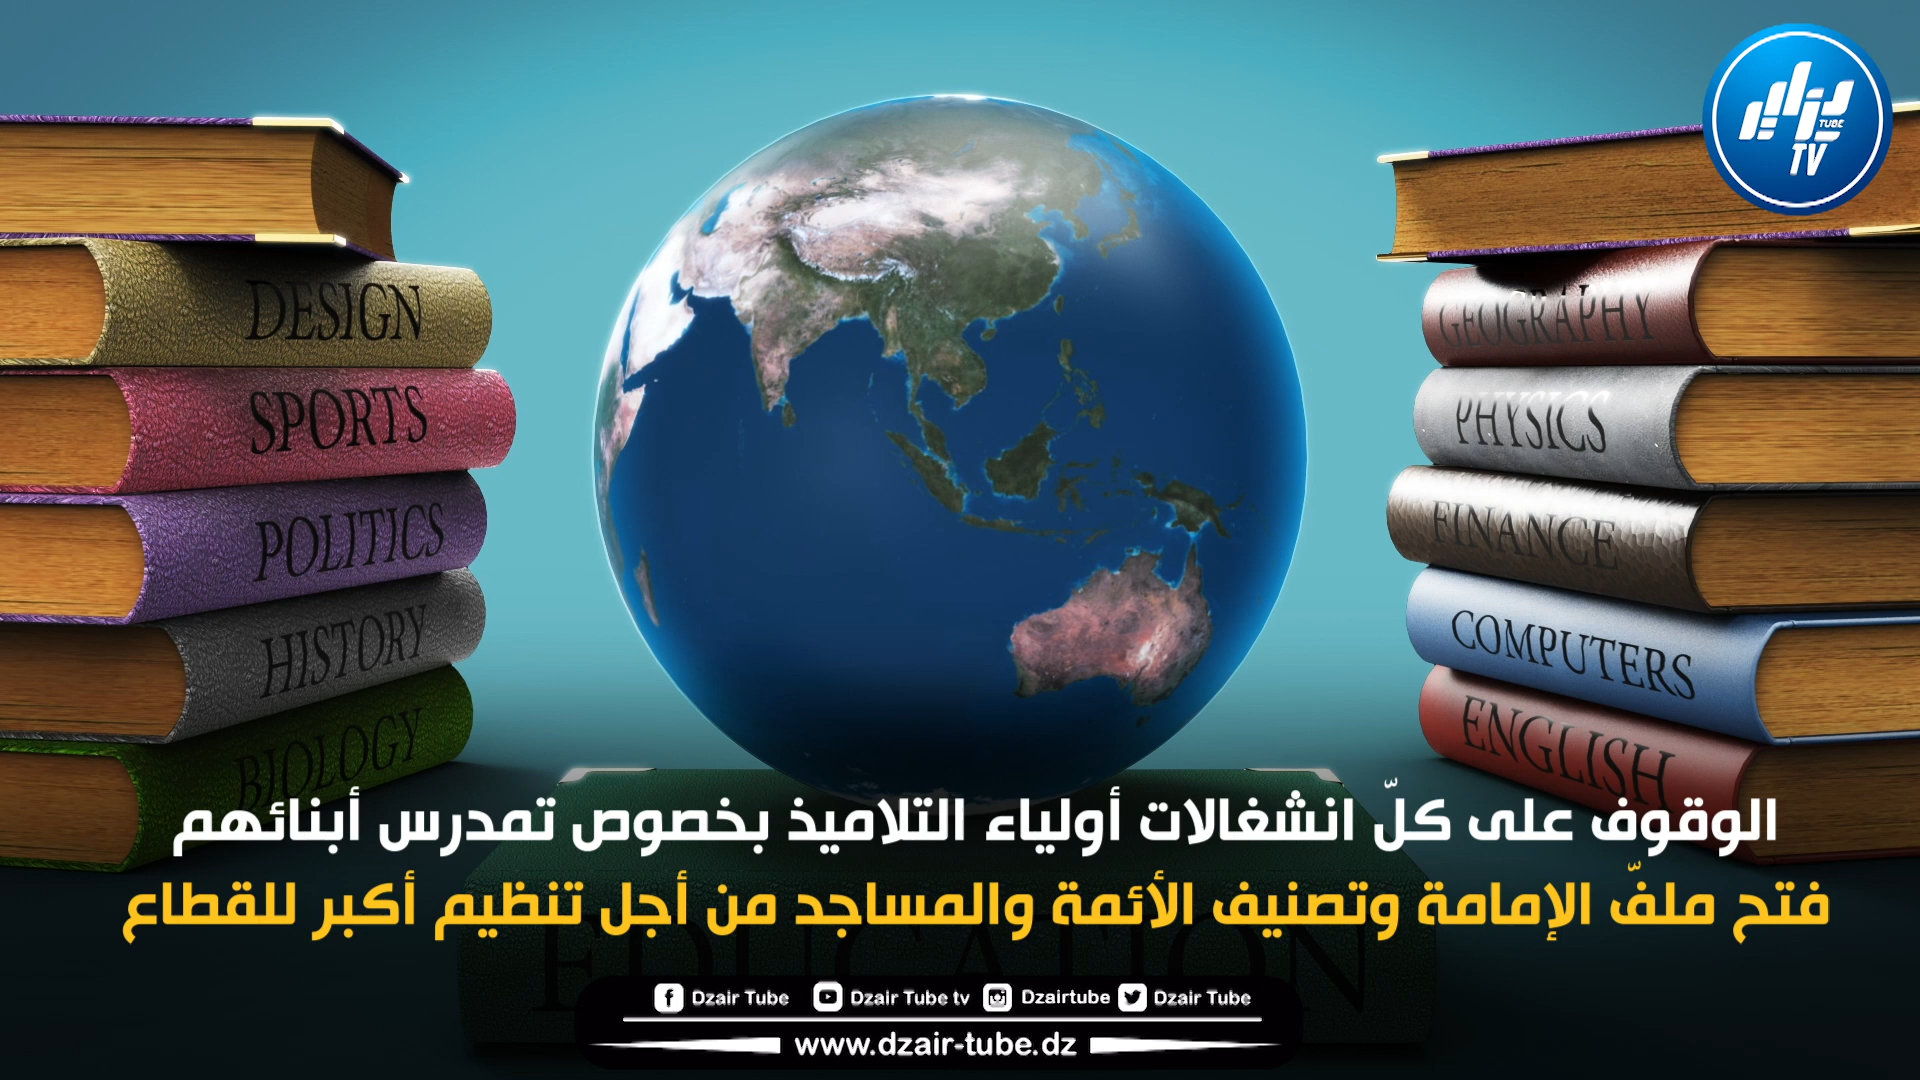 TUBE
TV
DESIGN
SPORTS
POLITICS
HISTORY
BIOLOGY
GEOGRAPHY
PHYSICS
FINANCE
COMPUTERS
ENGLISH
الوقوف على كلّ انشغالات أولياء التلاميذ بخصوص تمدرس أبنائهم
فتح ملفّ الإمامة وتصنيف الأئمة والمساجد من أجل تنظيم أكبر للقطاع
EDUCATION
Dzair Tube Dzair Tube tv Dzairtube Dzair Tube
www.dzair-tube.dz